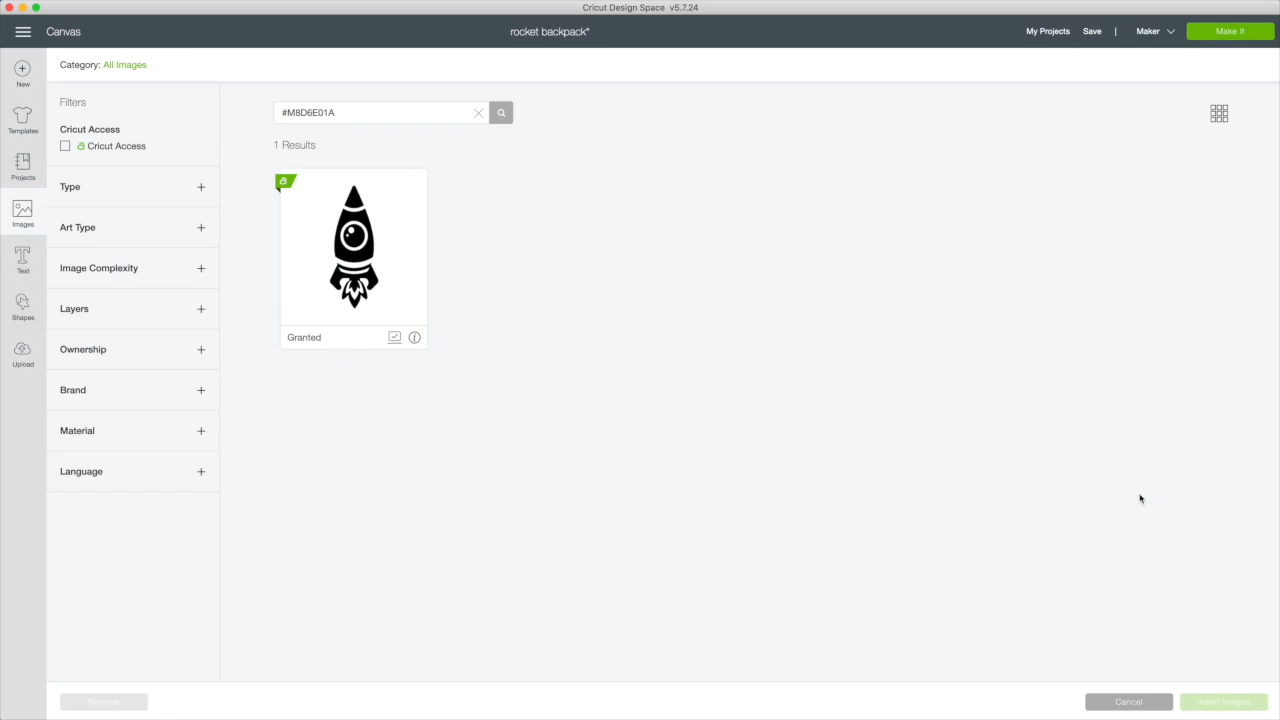 Cricut Design Space v5.7.24
Canvas
rocket backpack*
My Projects Save | Maker Make It
New
Templates
Projects
Images
Text
Shapes
Upload
Category: All Images
Filters
Cricut Access
Cricut Access
Type
Art Type
Image Complexity
Layers
Ownership
Brand
Material
Language
#M8D6E01A
1 Results
Granted
Remove
Cancel
Insert Images